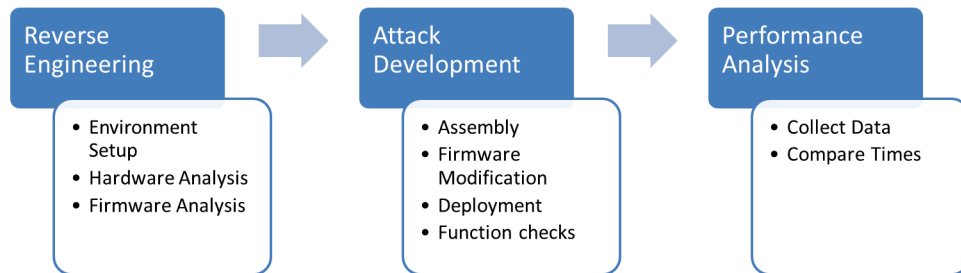 Reverse
Engineering
• Environment
Setup
• Hardware Analysis
• Firmware Analysis
Attack
Development
• Assembly
• Firmware
Modification
• Deployment
• Function checks
Performance
Analysis
• Collect Data
• Compare Times